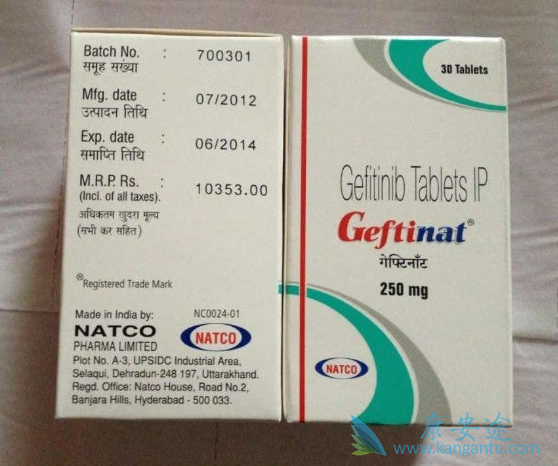 Batch No. : 700301
समूह संख्या
Mfg. date : 07/2012
उत्पादन तिथि
Exp. date : 06/2014
समाप्ति तिथि
M.R.P. Rs. : 10353.00
(Incl. of all taxes).
अधिकतम खुदरा मूल्य
(सभी कर सहित)
®Registered Trade Mark
Made in India by: NC0024-01
NATCO NATCO
PHARMA LIMITED
Plot No. A-3, UPSIDC Industrial Area,
Selaqui, Dehradun-248 197, Uttarakhand.
Regd. Office: Natco House, Road No.2,
Banjara Hills, Hyderabad - 500 033.
30 Tablets
Gefitinib Tablets IP
Geftinat®
गेफ्टिनॉट
250 mg
NATCO
康安途
www.kangantu.com